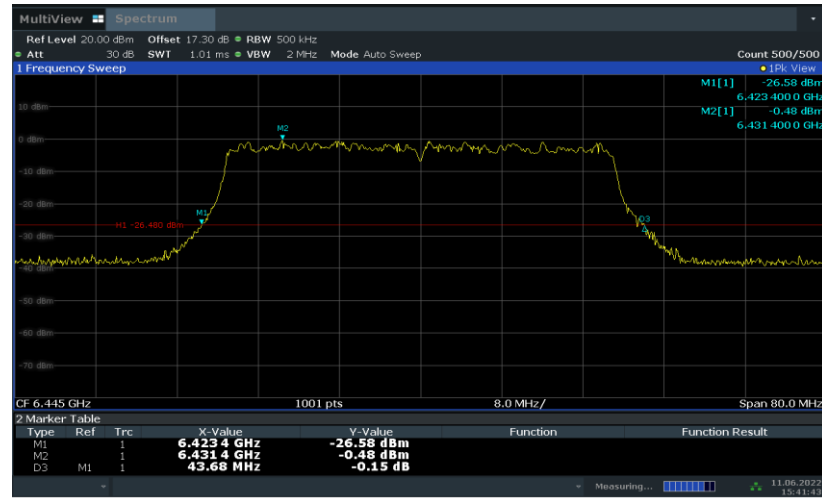 MultiView Spectrum
Ref Level 20.00 dBm Offset 17.30 dB RBW 500 kHz
Att 30 dB SWT 1.01 ms VBW 2 MHz Mode Auto Sweep Count 500/500
1 Frequency Sweep 1Pk View
M1[1] -26.58 dBm
6.423 400 0 GHz
10 dBm
M2[1] -0.48 dBm
6.431 400 0 GHz
M2
0 dBm
-10 dBm
-20 dBm
M1
D3
H1 -26.480 dBm
-30 dBm
-40 dBm
-50 dBm
-60 dBm
-70 dBm
CF 6.445 GHz 1001 pts 8.0 MHz/ Span 80.0 MHz
2 Marker Table
Type Ref Trc X-Value Y-Value Function Function Result
M1 1 6.423 4 GHz -26.58 dBm
M2 1 6.431 4 GHz -0.48 dBm
D3 M1 1 43.68 MHz -0.15 dB
Measuring... 11.06.2022
15:41:43